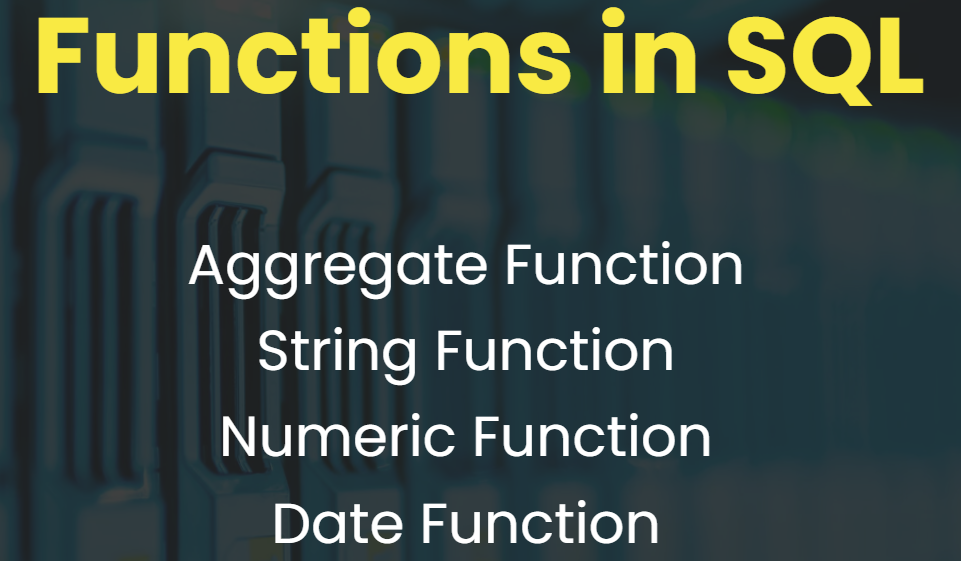 Functions in SQL
Aggregate Function
String Function
Numeric Function
Date Function